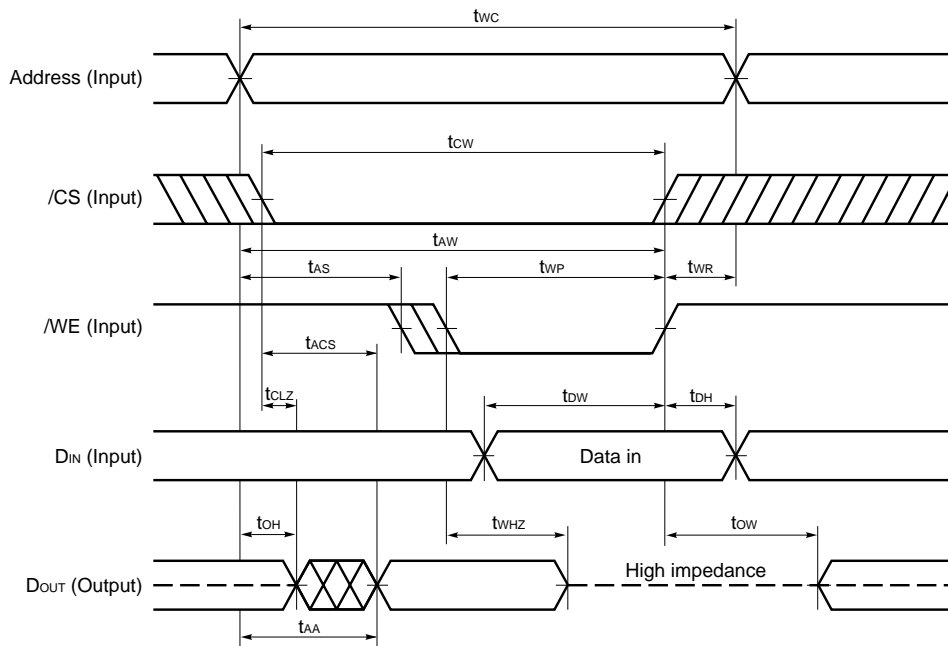 tWC
Address (Input)
tCW
/CS (Input)
tAW
tAS
tWP
tWR
/WE (Input)
tACS
tCLZ
tDW
tDH
DIN (Input)
Data in
tOH
tWHZ
tOW
High impedance
DOUT (Output)
tAA